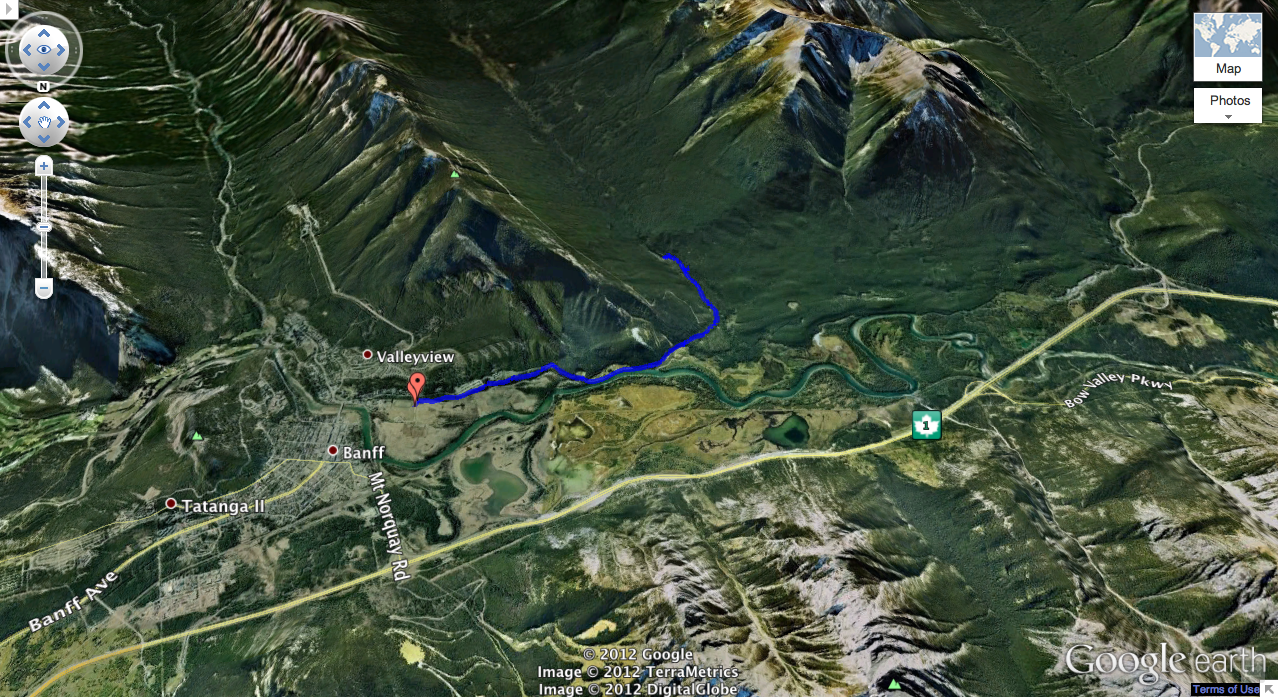 N
Map
Photos
Valleyview
Banff
Tatanga II
Mt Norquay Rd
Banff Ave
1
Bow Valley Pkwy
© 2012 Google
Image © 2012 TerraMetrics
Image © 2012 DigitalGlobe
Google earth
Terms of Use